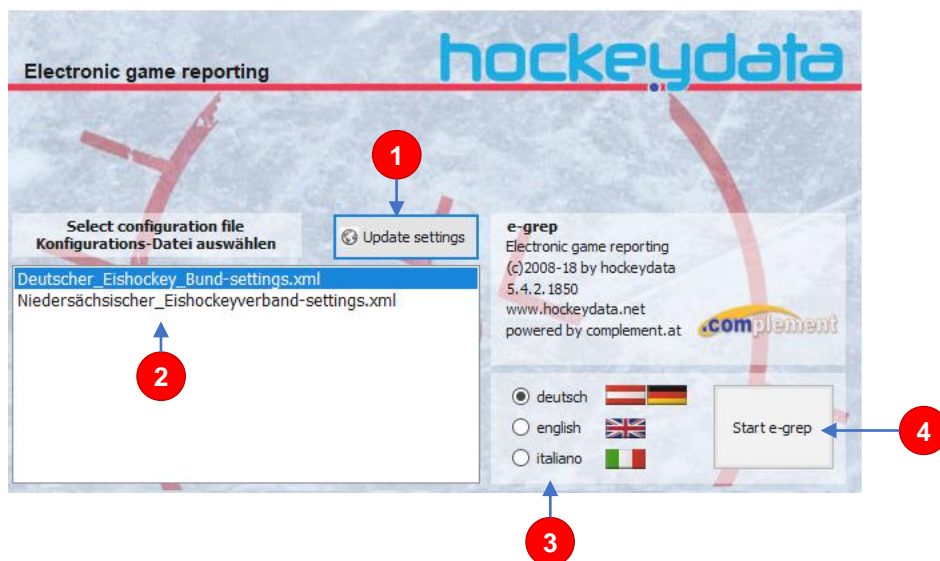 hockeydata
Electronic game reporting
1
Select configuration file
Konfigurations-Datei auswählen
Update settings
Deutscher_Eishockey_Bund-settings.xml
Niedersächsischer_Eishockeyverband-settings.xml
2
e-grep
Electronic game reporting
(c)2008-18 by hockeydata
5.4.2.1850
www.hockeydata.net
powered by complement.at
.complement
deutsch
english
italiano
Start e-grep
4
3